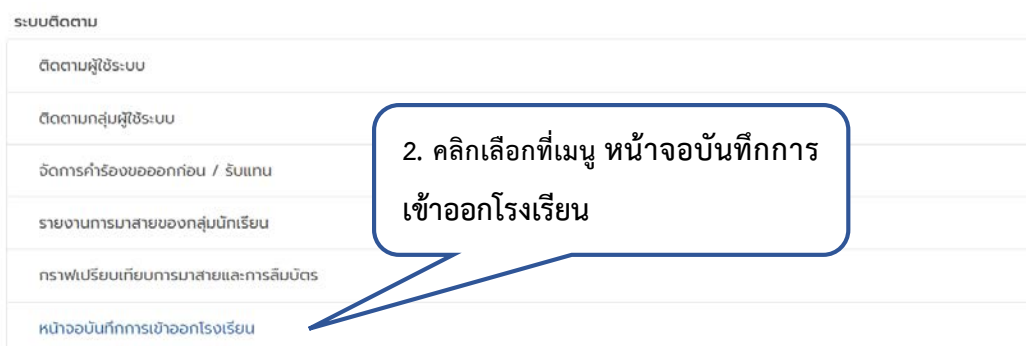 ระบบติดตาม
ติดตามผู้ใช้ระบบ
ติดตามกลุ่มผู้ใช้ระบบ
จัดการคำร้องขอออกก่อน / รับแทน
รายงานการมาสายของกลุ่มนักเรียน
กราฟเปรียบเทียบการมาสายและการลืมบัตร
หน้าจอบันทึกการเข้าออกโรงเรียน
2. คลิกเลือกที่เมนู หน้าจอบันทึกการ
เข้าออกโรงเรียน